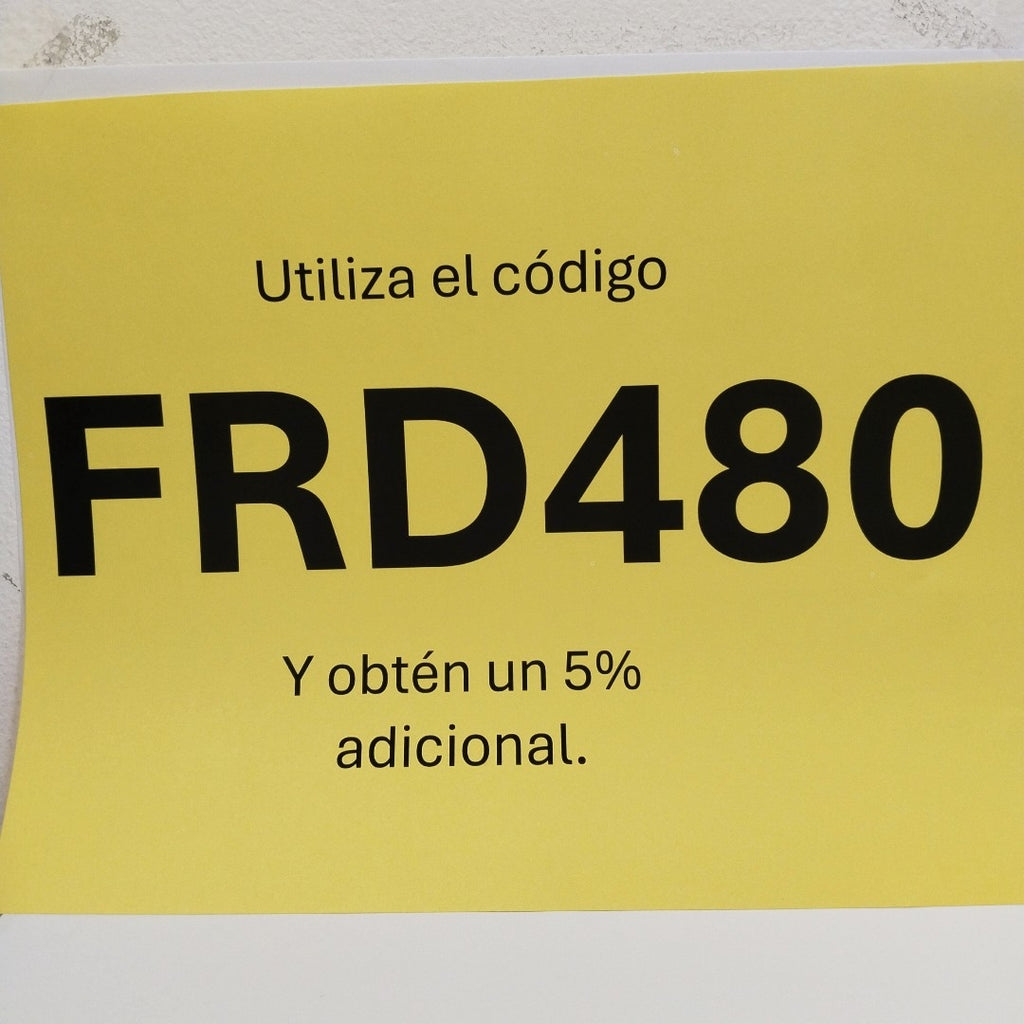 Utiliza el código
FRD480
Y obtén un 5%
adicional.